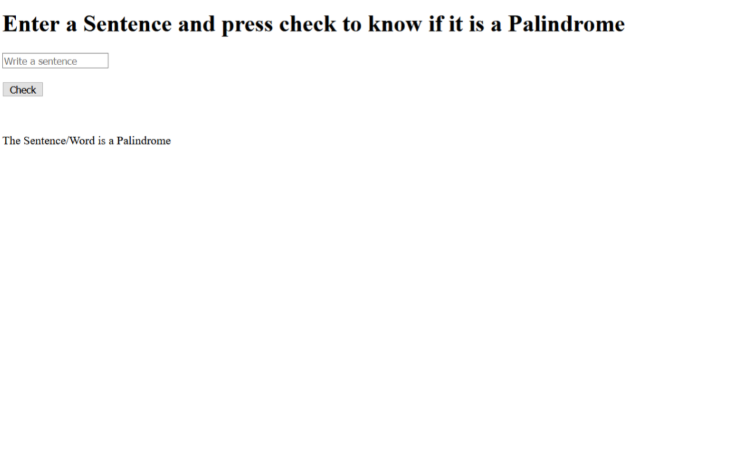 Enter a Sentence and press check to know if it is a Palindrome
Write a sentence
Check
The Sentence/Word is a Palindrome